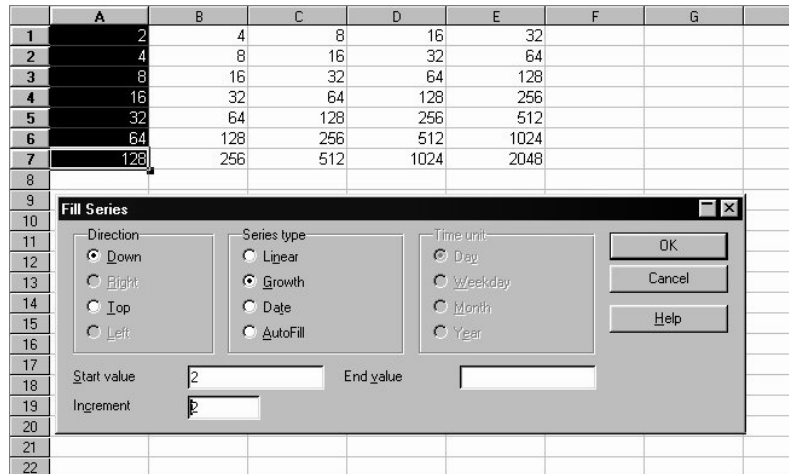 A B C D E F G
1 2 4 8 16 32
2 4 8 16 32 64
3 8 16 32 64 128
4 16 32 64 128 256
5 32 64 128 256 512
6 64 128 256 512 1024
7 128 256 512 1024 2048
8
9
Fill Series
10
Direction Series type Time unit
11
Down Linear Day OK
12
Right Growth Weekday Cancel
13
Top Date Month
14
Left AutoFill Year Help
15
16
17
Start value 2 End value
18
Increment 2
19
20
21
22